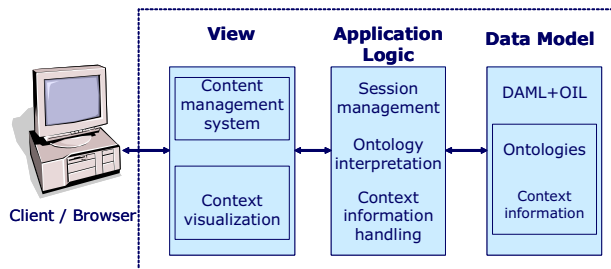 View
Application
Logic
Data Model
Content
management
system
Context
visualization
Session
management
Ontology
interpretation
Context
information
handling
DAML+OIL
Ontologies
Context
information
Client / Browser